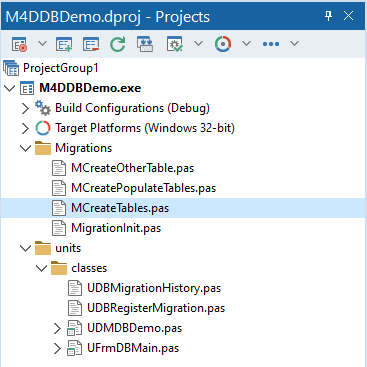 M4DDBDemo.dproj - Projects
ProjectGroup1
M4DDBDemo.exe
Build Configurations (Debug)
Target Platforms (Windows 32-bit)
Migrations
MCreateOtherTable.pas
MCreatePopulateTables.pas
MCreateTables.pas
MigrationInit.pas
units
classes
UDBMigrationHistory.pas
UDBRegisterMigration.pas
UDMDBDemo.pas
UFrmDBMain.pas